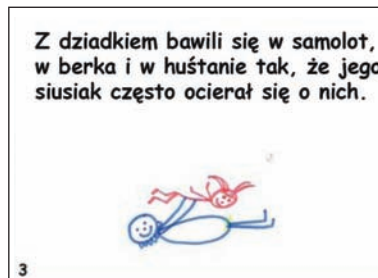 Z dziadkiem bawili się w samolot,
w berka i w huśtanie tak, że jego
siusiak często ocierał się o nich.
3